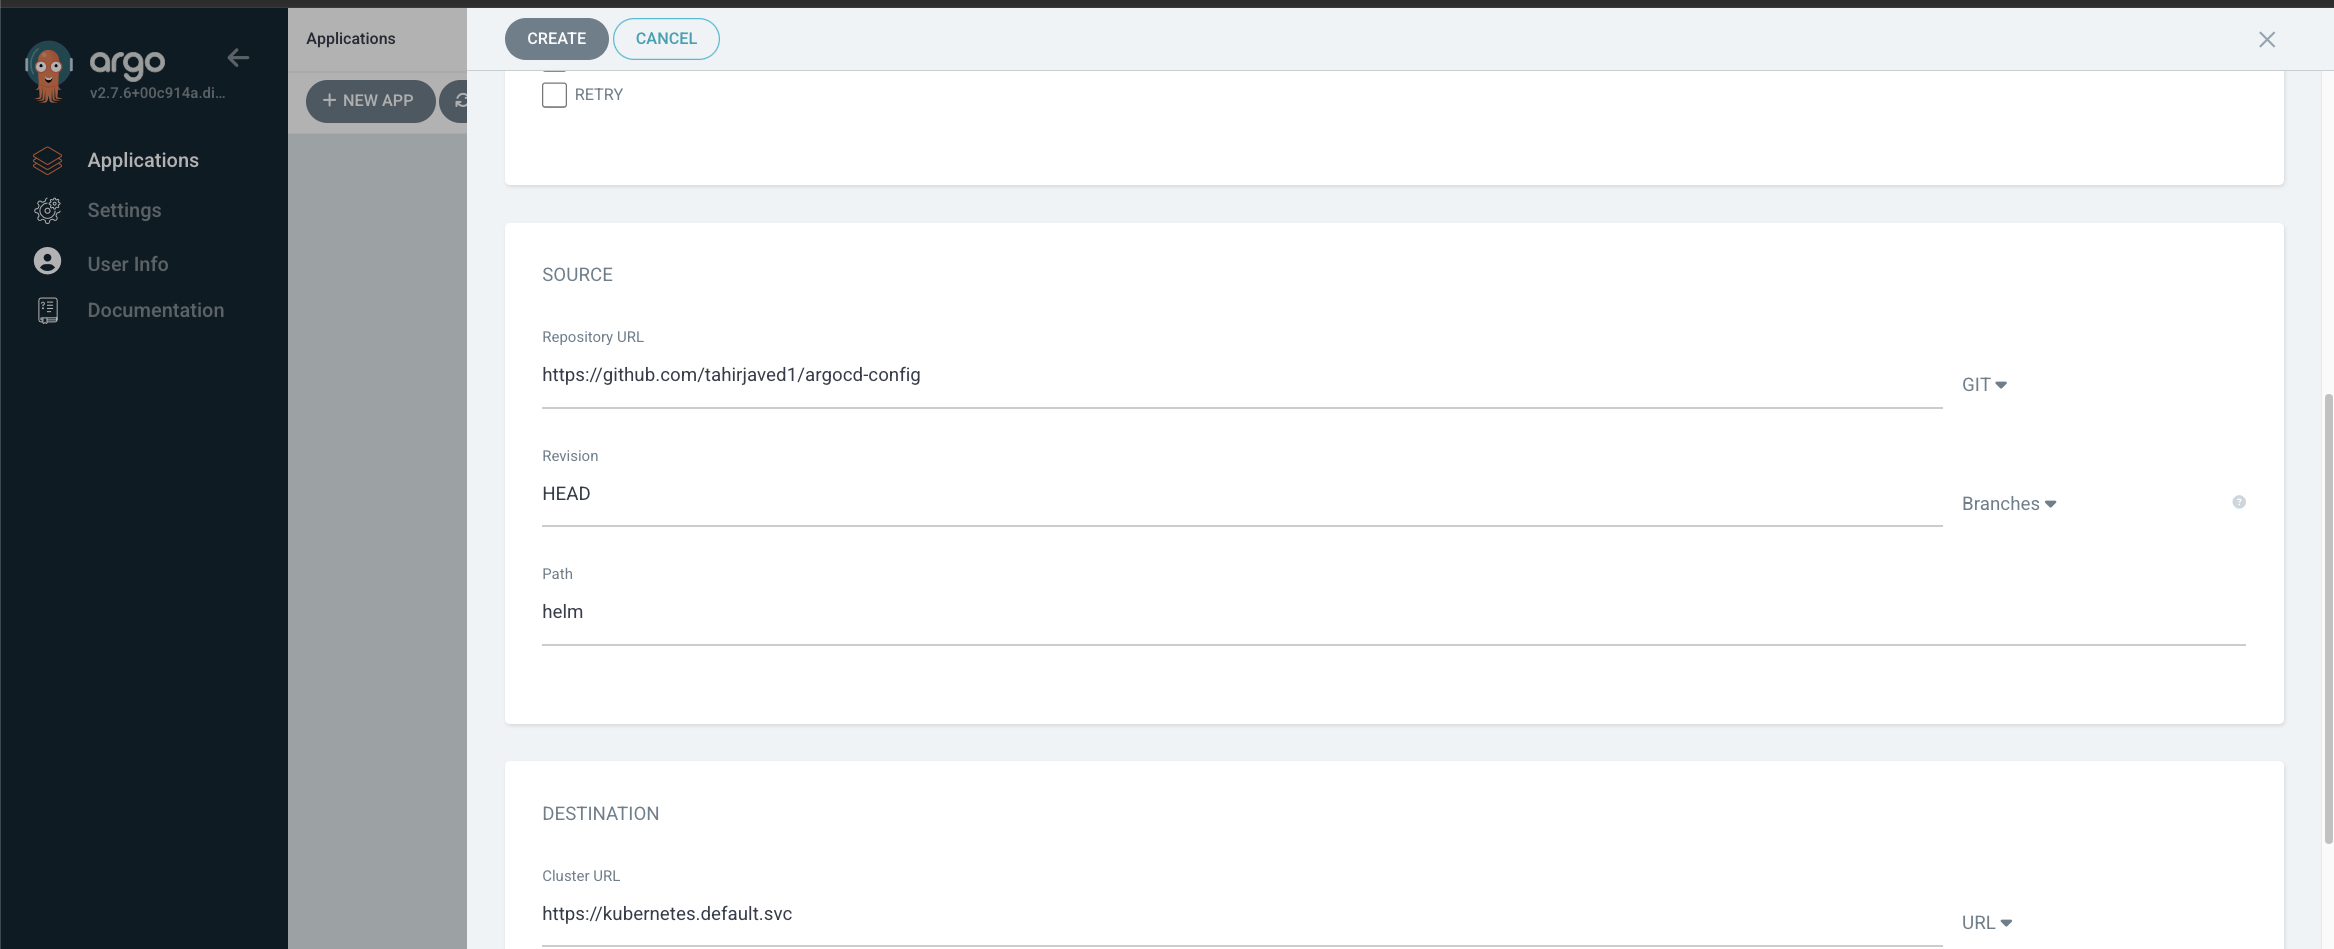 argo
v2.7.6+00c914a.di...
Applications
Settings
User Info
Documentation
Applications
NEW APP
CREATE
CANCEL
RETRY
SOURCE
Repository URL
https://github.com/tahirjaved1/argocd-config
GIT
Revision
HEAD
Branches
?
Path
helm
DESTINATION
Cluster URL
https://kubernetes.default.svc
URL